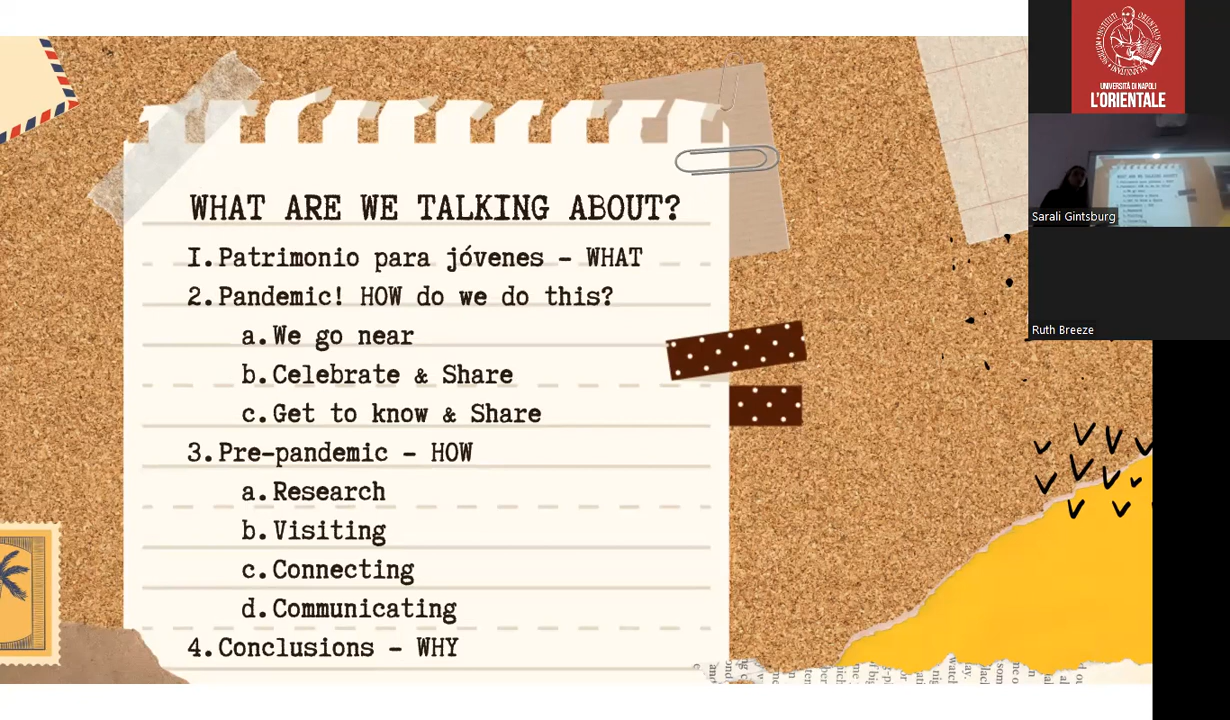 WHAT ARE WE TALKING ABOUT?
I. Patrimonio para jóvenes - WHAT
2. Pandemic! HOW do we do this?
a. We go near
b. Celebrate & Share
c. Get to know & Share
3. Pre-pandemic - HOW
a. Research
b. Visiting
c. Connecting
d. Communicating
4. Conclusions - WHY
UNIVERSITÀ DI NAPOLI
L'ORIENTALE
Sarali Gintsburg
Ruth Breeze